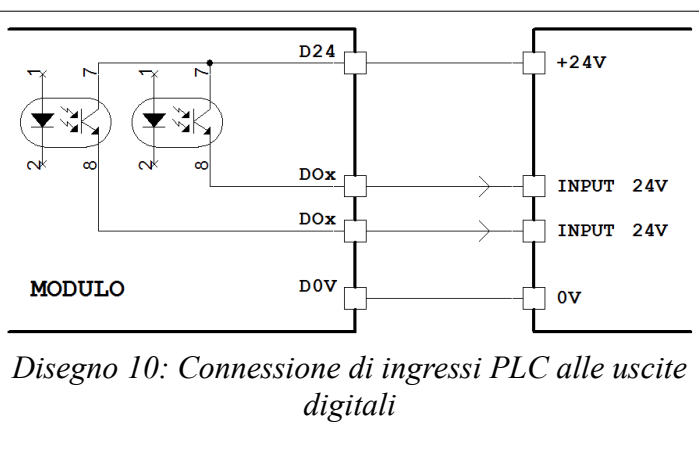 D24
+24V
1
7
1
7
2
8
2
8
DOx
INPUT 24V
DOx
INPUT 24V
MODULO
D0V
0V
Disegno 10: Connessione di ingressi PLC alle uscite
digitali